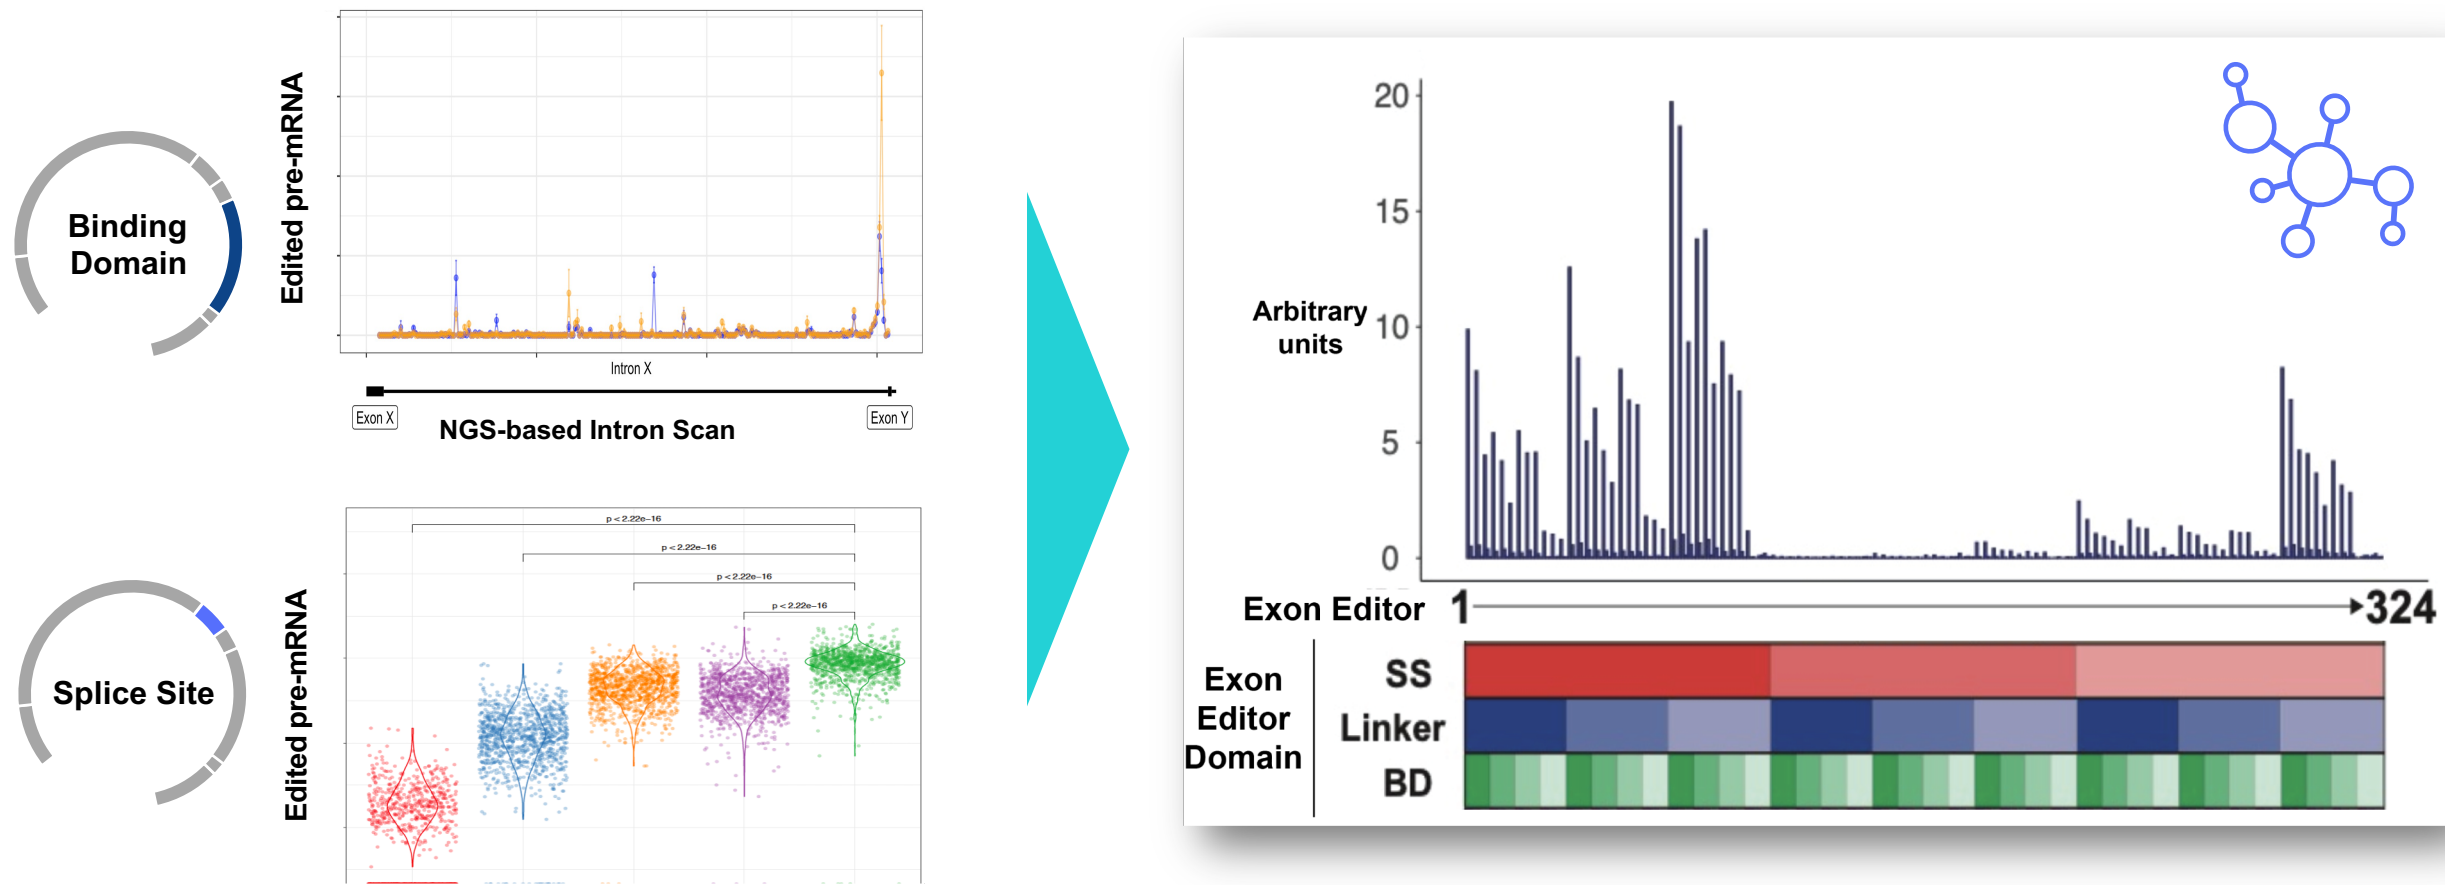 Binding
Domain
Edited pre-mRNA
Intron X
Exon X
Exon Y
NGS-based Intron Scan
Splice Site
Edited pre-mRNA
p < 2.22e-16
p < 2.22e-16
p < 2.22e-16
p < 2.22e-16
Arbitrary
units
20
15
10
5
0
Exon Editor 1 324
Exon
Editor
Domain
SS
Linker
BD